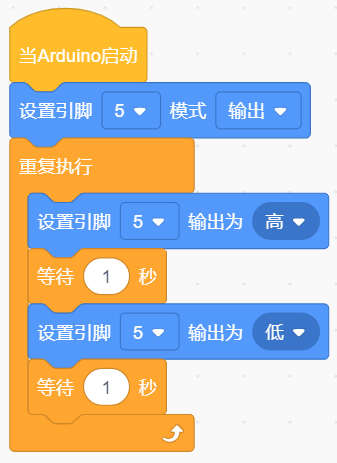 当Arduino启动
设置引脚 5 模式 输出
重复执行
设置引脚 5 输出为 高
等待 1 秒
设置引脚 5 输出为 低
等待 1 秒